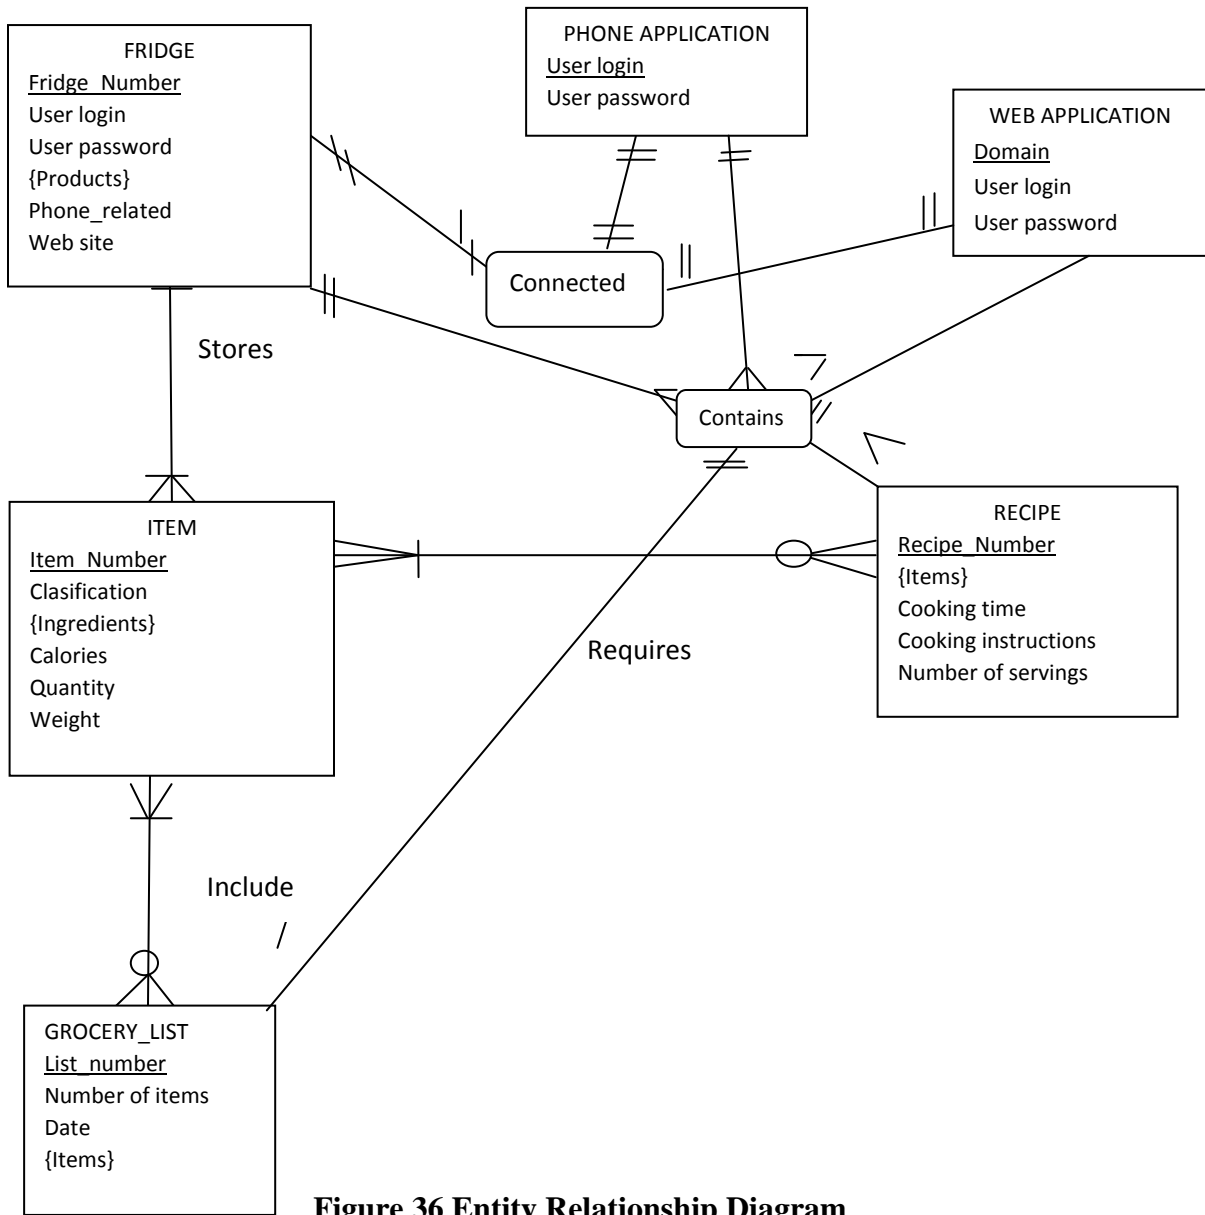 FRIDGE
Fridge_Number
User login
User password
{Products}
Phone_related
Web site
PHONE APPLICATION
User login
User password
WEB APPLICATION
Domain
User login
User password
Connected
Stores
Contains
ITEM
Item_Number
Clasification
{Ingredients}
Calories
Quantity
Weight
RECIPE
Recipe_Number
{Items}
Cooking time
Cooking instructions
Number of servings
Requires
Include
GROCERY_LIST
List_number
Number of items
Date
{Items}
Figure 36 Entity Relationship Diagram